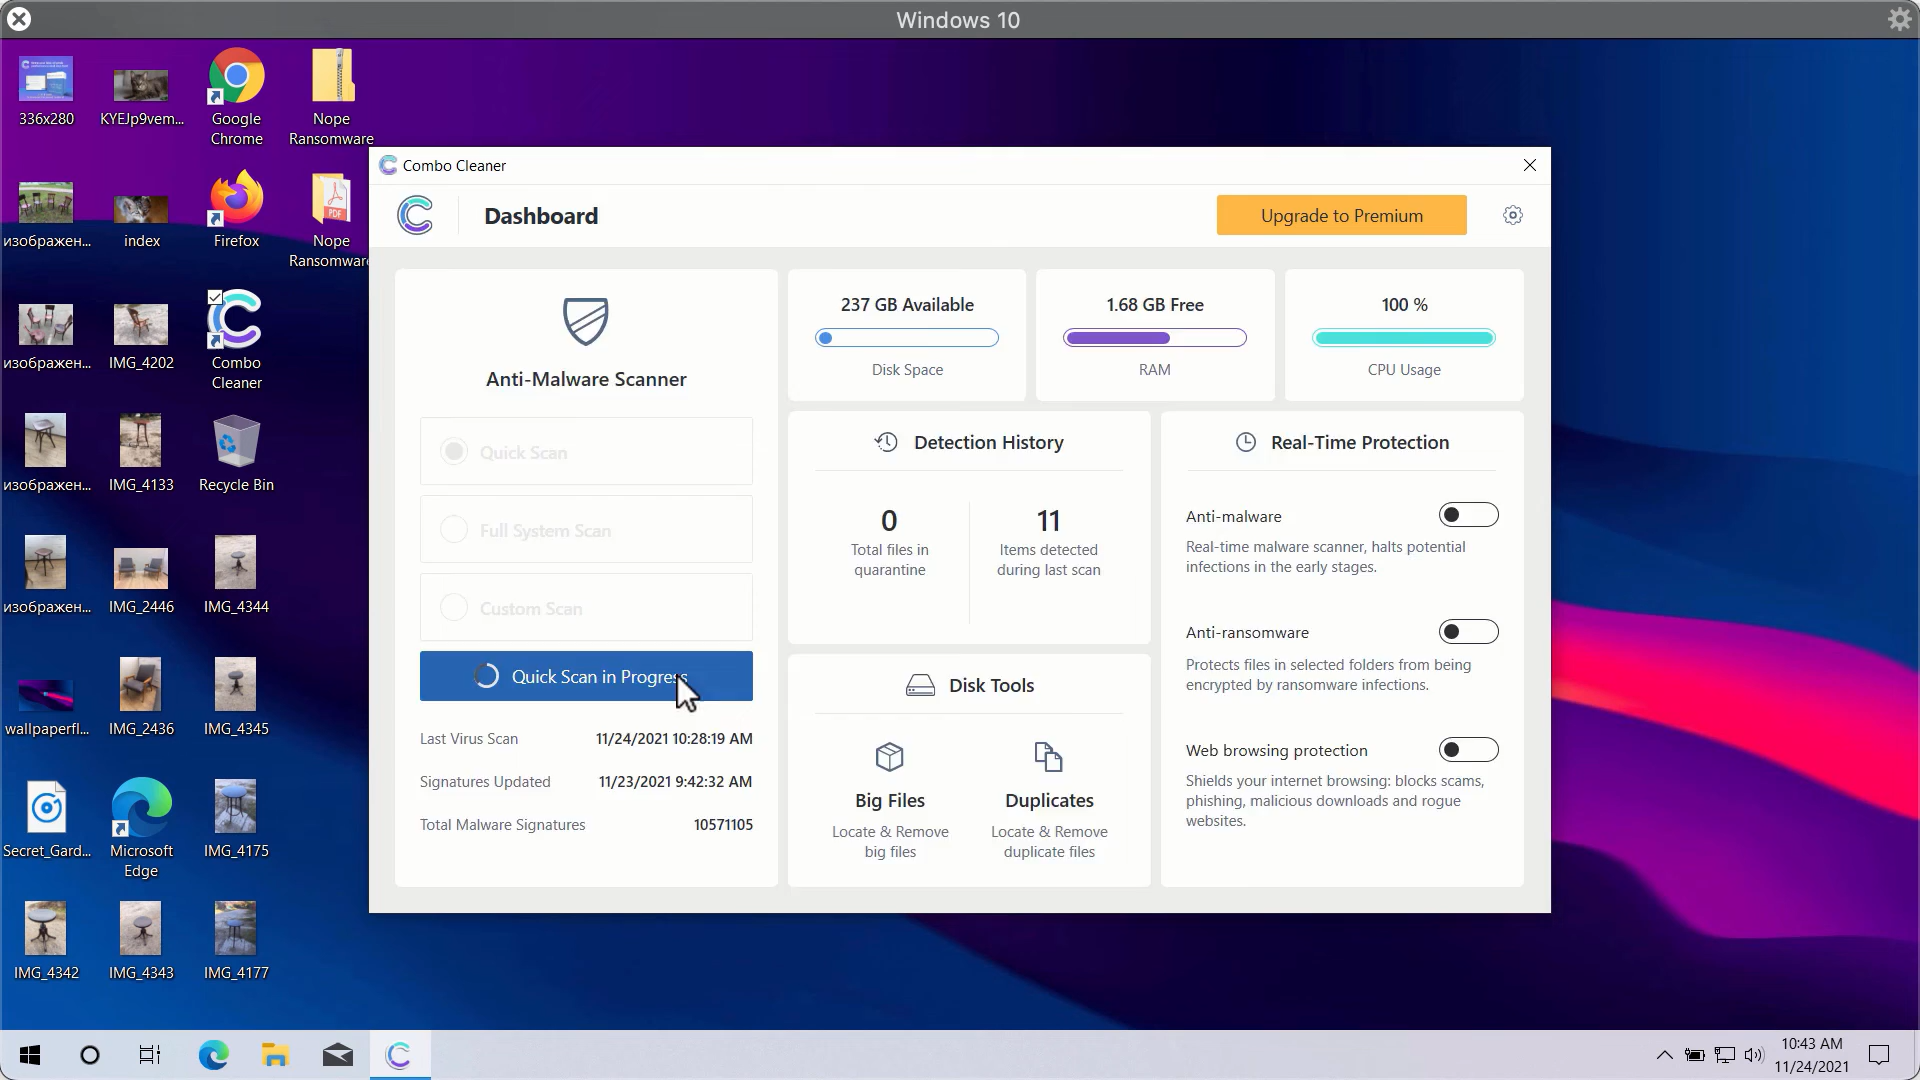 Windows 10
336x280
KYEJp9vem...
Google
Chrome
Nope
Ransomware
изображен...
index
Firefox
Nope
Ransomware
изображен...
IMG_4202
Combo
Cleaner
изображен...
IMG_4133
Recycle Bin
изображен...
IMG_2446
IMG_4344
wallpaperfl...
IMG_2436
IMG_4345
Secret_Gard...
Microsoft
Edge
IMG_4175
IMG_4342
IMG_4343
IMG_4177
PDF
Combo Cleaner
Dashboard
Upgrade to Premium
Anti-Malware Scanner
Quick Scan
Full System Scan
Custom Scan
Quick Scan in Progress
Last Virus Scan 11/24/2021 10:28:19 AM
Signatures Updated 11/23/2021 9:42:32 AM
Total Malware Signatures 10571105
237 GB Available
Disk Space
1.68 GB Free
RAM
100 %
CPU Usage
Detection History
0
Total files in
quarantine
11
Items detected
during last scan
Disk Tools
Big Files
Locate & Remove
big files
Duplicates
Locate & Remove
duplicate files
Real-Time Protection
Anti-malware
Real-time malware scanner, halts potential
infections in the early stages.
Anti-ransomware
Protects files in selected folders from being
encrypted by ransomware infections.
Web browsing protection
Shields your internet browsing: blocks scams,
phishing, malicious downloads and rogue
websites.
10:43 AM
11/24/2021